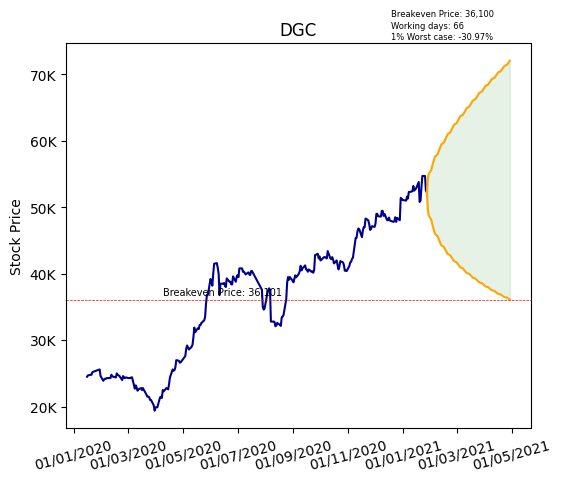 Breakeven Price: 36,100
Working days: 66
1% Worst case: -30.97%
DGC
70K
60K
50K
40K
30K
20K
Stock Price
Breakeven Price: 36,101
01/01/2020
01/03/2020
01/05/2020
01/07/2020
01/09/2020
01/11/2020
01/01/2021
01/03/2021
01/05/2021